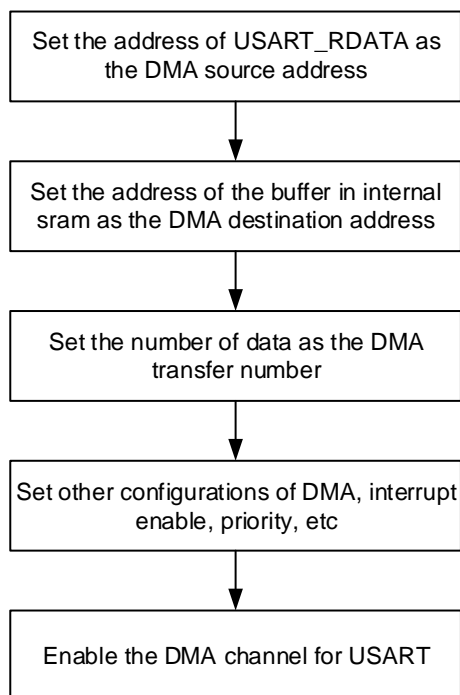 Set the address of USART_RDATA as
the DMA source address
Set the address of the buffer in internal
sram as the DMA destination address
Set the number of data as the DMA
transfer number
Set other configurations of DMA, interrupt
enable, priority, etc
Enable the DMA channel for USART